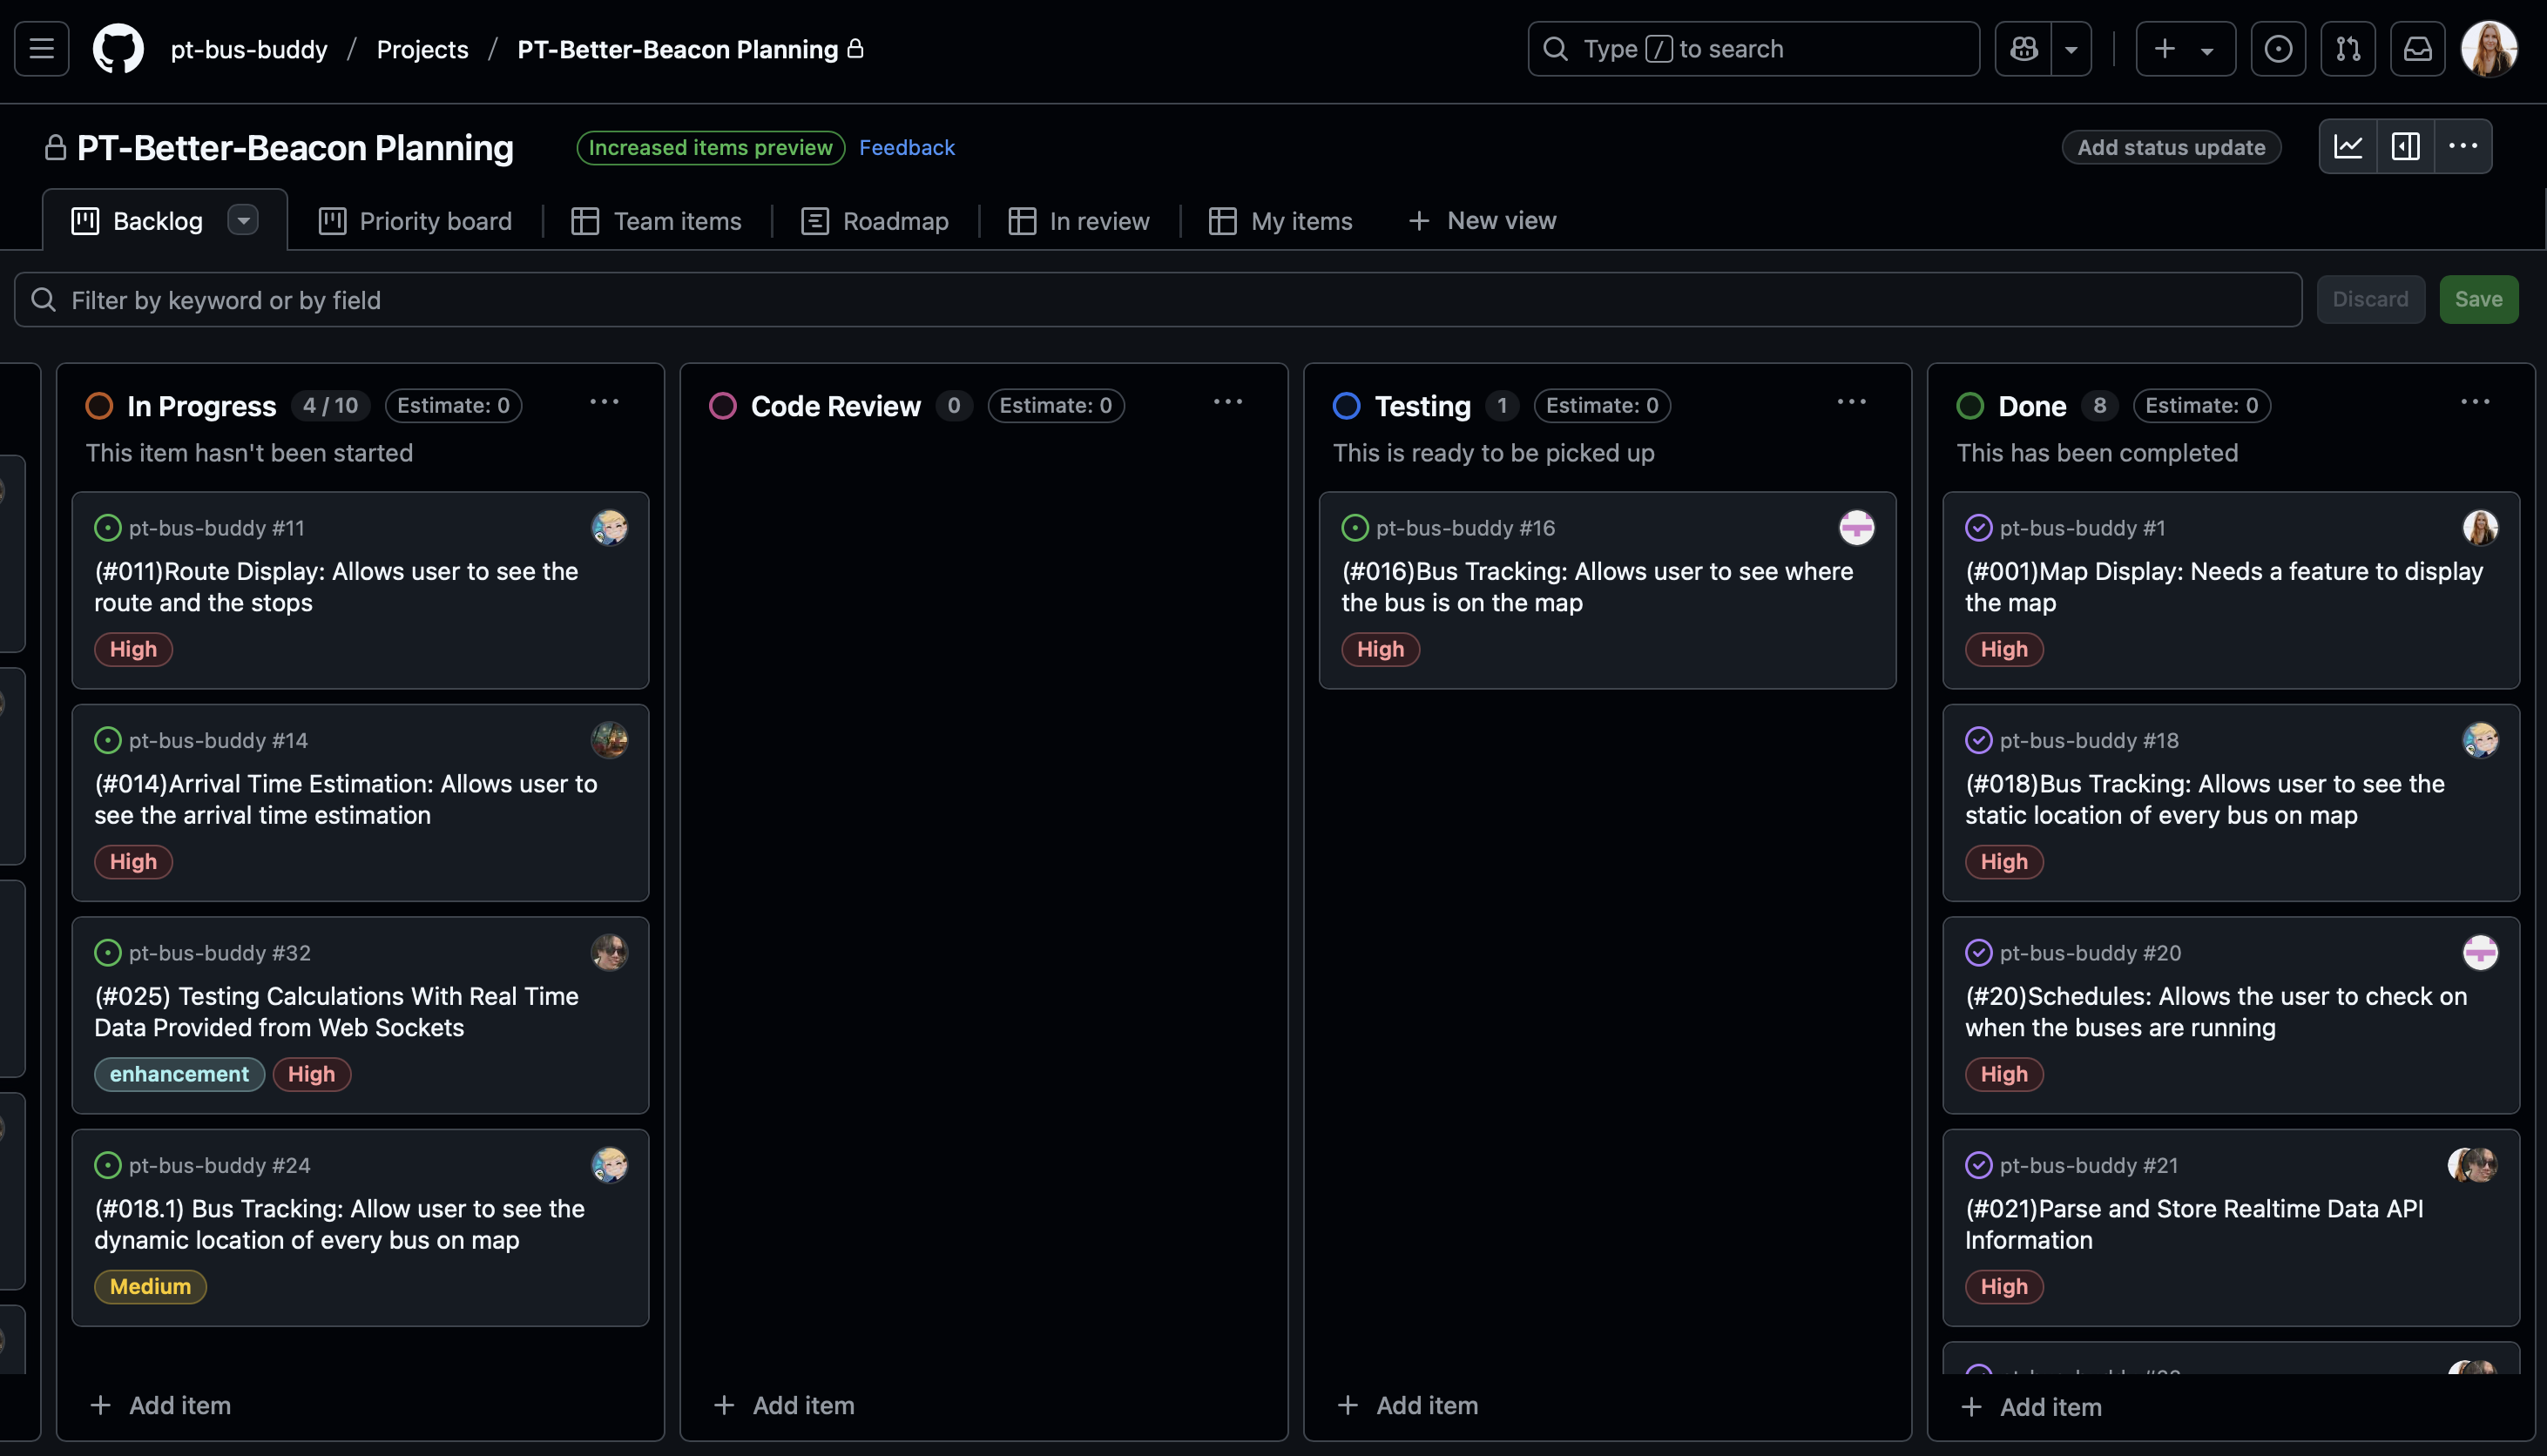 pt-bus-buddy / Projects / PT-Better-Beacon Planning
Type / to search
PT-Better-Beacon Planning
Increased items preview
Feedback
Add status update
Backlog
Priority board
Team items
Roadmap
In review
My items
New view
Filter by keyword or by field
Discard
Save
In Progress 4 / 10 Estimate: 0
This item hasn't been started
pt-bus-buddy #11
(#011)Route Display: Allows user to see the
route and the stops
High
pt-bus-buddy #14
(#014)Arrival Time Estimation: Allows user to
see the arrival time estimation
High
pt-bus-buddy #32
(#025) Testing Calculations With Real Time
Data Provided from Web Sockets
enhancement High
pt-bus-buddy #24
(#018.1) Bus Tracking: Allow user to see the
dynamic location of every bus on map
Medium
+ Add item
Code Review 0 Estimate: 0
+ Add item
Testing 1 Estimate: 0
This is ready to be picked up
pt-bus-buddy #16
(#016)Bus Tracking: Allows user to see where
the bus is on the map
High
+ Add item
Done 8 Estimate: 0
This has been completed
pt-bus-buddy #1
(#001)Map Display: Needs a feature to display
the map
High
pt-bus-buddy #18
(#018)Bus Tracking: Allows user to see the
static location of every bus on map
High
pt-bus-buddy #20
(#20)Schedules: Allows the user to check on
when the buses are running
High
pt-bus-buddy #21
(#021)Parse and Store Realtime Data API
Information
High
+ Add item